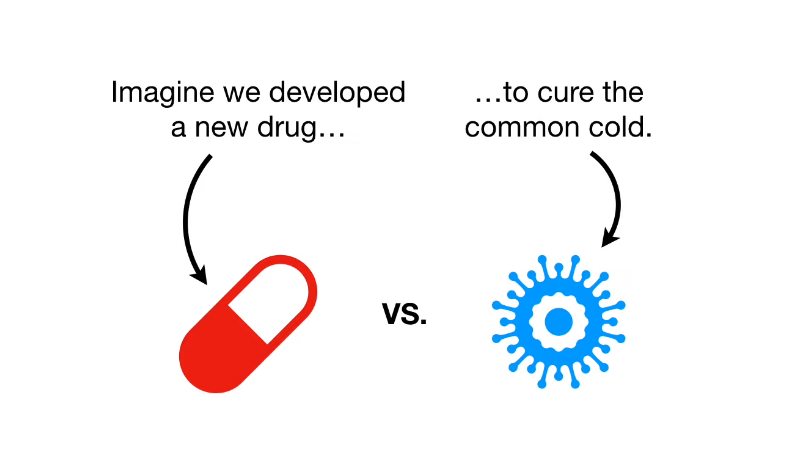 Imagine we developed
a new drug…
…to cure the
common cold.
vs.